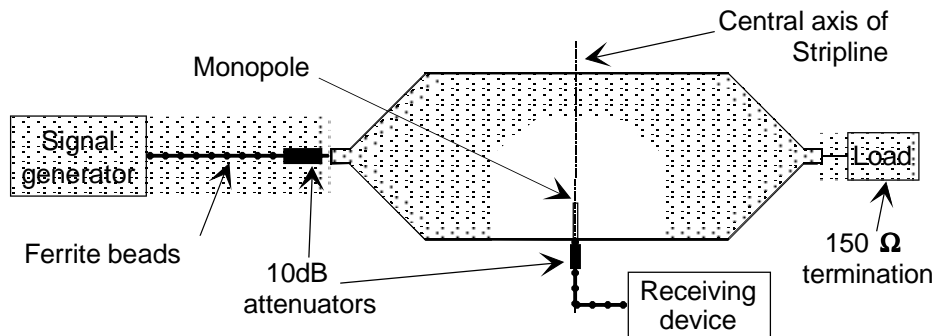 Central axis of
Stripline
Monopole
Signal
generator
Load
Ferrite beads
10dB
attenuators
150 Ω
termination
Receiving
device